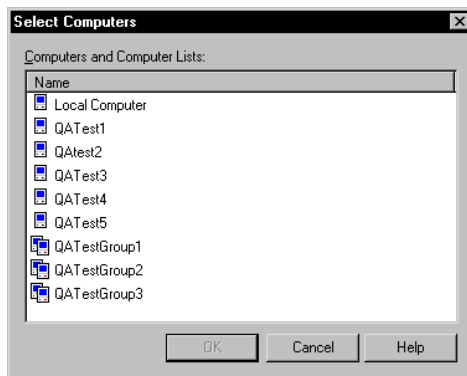 Select Computers
Computers and Computer Lists:
Name
Local Computer
QATest1
QAtest2
QATest3
QATest4
QATest5
QATestGroup1
QATestGroup2
QATestGroup3
OK Cancel Help